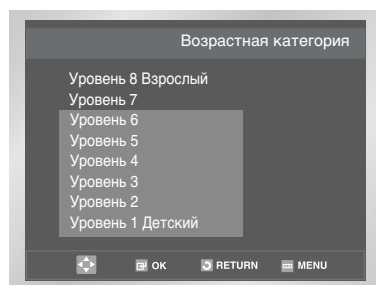 Возрастная категория
Уровень 8 Взрослый
Уровень 7
Уровень 6
Уровень 5
Уровень 4
Уровень 3
Уровень 2
Уровень 1 Детский
OK RETURN MENU